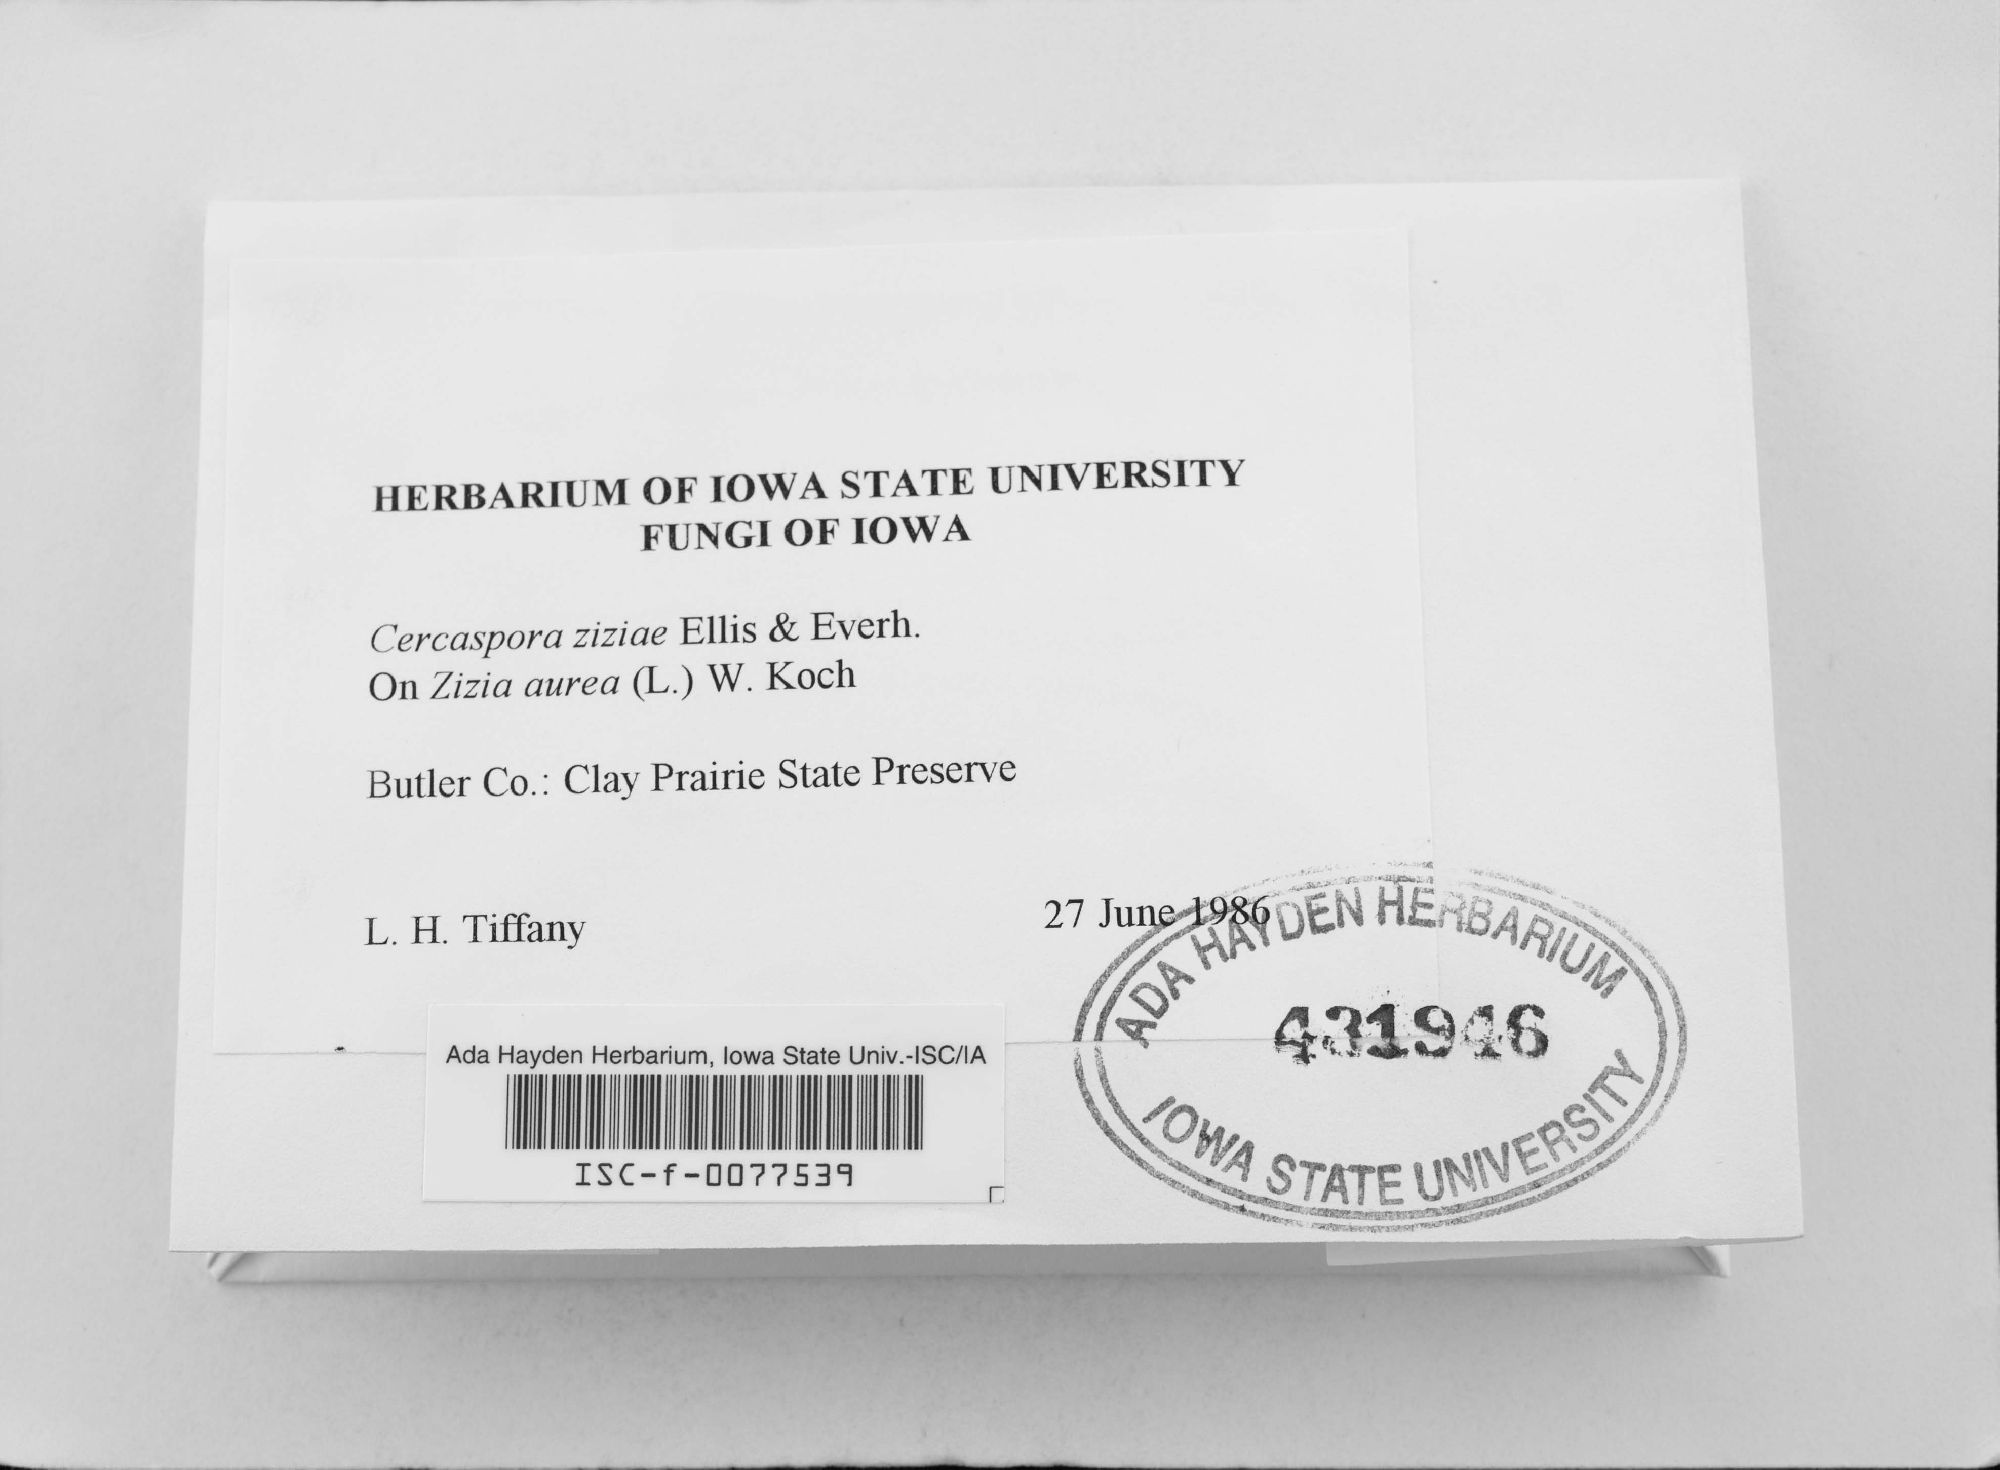 HERBARIUM OF IOWA STATE UNIVERSITY
FUNGI OF IOWA
Cercaspora ziziae Ellis & Everh.
On Zizia aurea (L.) W. Koch
Butler Co.: Clay Prairie State Preserve
L. H. Tiffany
27 June 1986
ADA HAYDEN HERBARIUM
431946
IOWA STATE UNIVERSITY
Ada Hayden Herbarium, Iowa State Univ.-ISC/IA
ISC-f-0077539